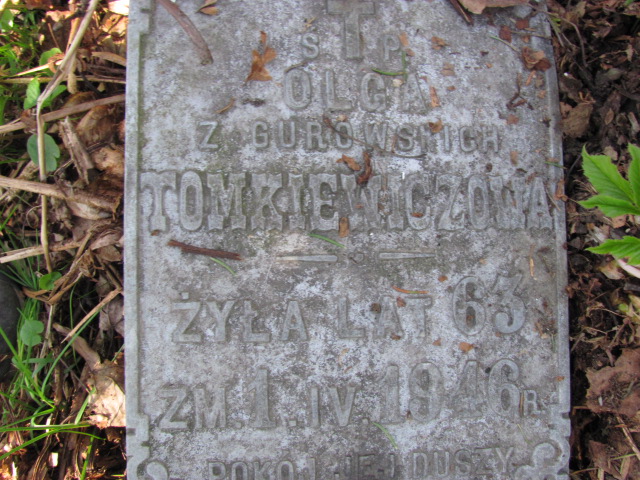 Ś P
OLGA
Z GUROWSKICH
TOMKIEWICZOWA
ŻYŁA LAT 63
ZM. 1. IV. 1946 R.
POKÓJ JEJ DUSZY